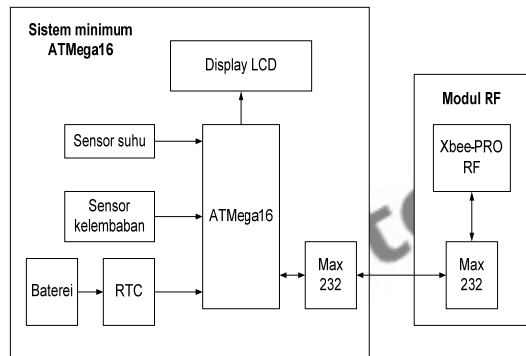 Sistem minimum
ATMega16
Display LCD
Sensor suhu
Sensor
kelembaban
Baterei
RTC
ATMega16
Max
232
Modul RF
Xbee-PRO
RF
Max
232